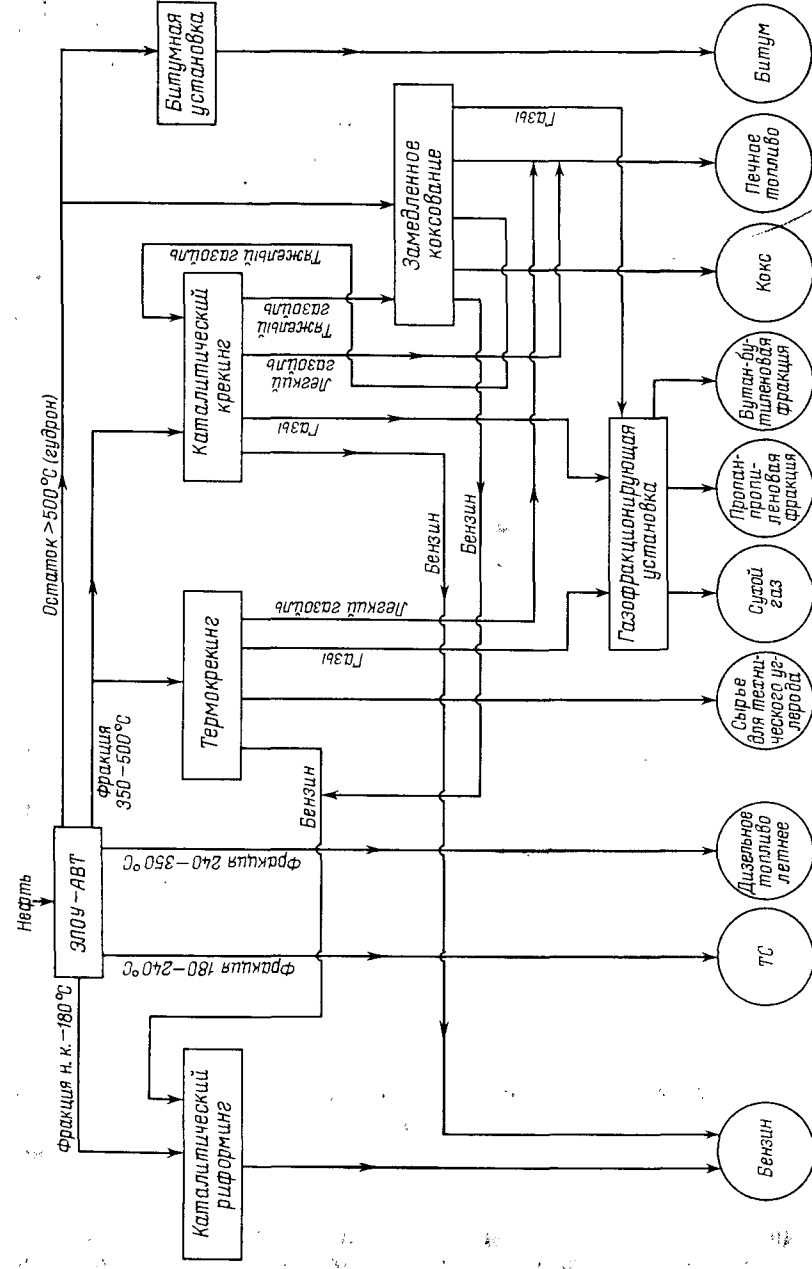 Нефть
ЭЛОУ–АВТ
Фракция н. к.–180°C
Фракция 180–240°C
Фракция 240–350°C
Фракция
350–500°C
Остаток >500°C (гудрон)
Каталитический
риформинг
Термокрекинг
Каталитический
крекинг
Битумная
установка
Бензин
Газы
Легкий газойль
Бензин
Газы
Легкий
газойль
Тяжелый
газойль
Тяжелый газойль
Замедленное
коксование
Бензин
Газы
Газофракционирующая
установка
Бензин
ТС
Дизельное
топливо
летнее
Сырье
для техни-
ческого уг-
лерода
Сухой
газ
Пропан-
пропи-
леновая
фракция
Бутан-бу-
тиленовая
фракция
Кокс
Печное
топливо
Битум